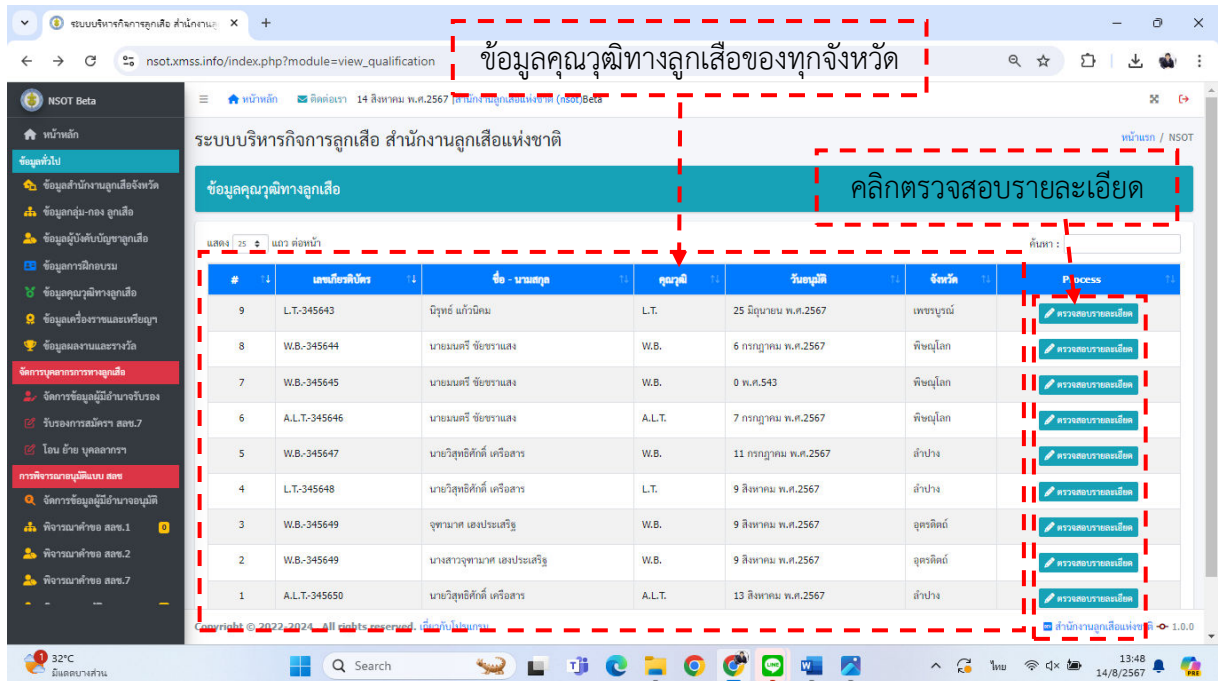 ระบบบริหารกิจการลูกเสือ สำนักงานลู
nsot.xmss.info/index.php?module=view_qualification
ข้อมูลคุณวุฒิทางลูกเสือของทุกจังหวัด
NSOT Beta
หน้าหลัก ติดต่อเรา 14 สิงหาคม พ.ศ.2567 |สำนักงานลูกเสือแห่งชาติ (nsot)Beta
หน้าหลัก
ระบบบริหารกิจการลูกเสือ สำนักงานลูกเสือแห่งชาติ
หน้าแรก / NSOT
ข้อมูลทั่วไป
ข้อมูลสำนักงานลูกเสือจังหวัด
ข้อมูลกลุ่ม-กอง ลูกเสือ
ข้อมูลผู้บังคับบัญชาลูกเสือ
ข้อมูลการฝึกอบรม
ข้อมูลคุณวุฒิทางลูกเสือ
ข้อมูลเครื่องราชและเหรียญฯ
ข้อมูลผลงานและรางวัล
จัดการบุคลากรการทางลูกเสือ
จัดการข้อมูลผู้มีอำนาจรับรอง
รับรองการสมัครฯ ลสช.7
โอน ย้าย บุคลากรฯ
การพิจารณาอนุมัติแบบ ลสช
จัดการข้อมูลผู้มีอำนาจอนุมัติ
พิจารณาคำขอ ลสช.1 0
พิจารณาคำขอ ลสช.2
พิจารณาคำขอ ลสช.7
ข้อมูลคุณวุฒิทางลูกเสือ
คลิกตรวจสอบรายละเอียด
แสดง 25 แถว ต่อหน้า
ค้นหา :
# เลขเกียรติบัตร ชื่อ - นามสกุล คุณวุฒิ วันอนุมัติ จังหวัด Process
9 L.T.-345643 นิรุทธ์ แก้วนิคม L.T. 25 มิถุนายน พ.ศ.2567 เพชรบูรณ์ ตรวจสอบรายละเอียด
8 W.B.-345644 นายมนตรี ชัยชราแสง W.B. 6 กรกฎาคม พ.ศ.2567 พิษณุโลก ตรวจสอบรายละเอียด
7 W.B.-345645 นายมนตรี ชัยชราแสง W.B. 0 พ.ศ.543 พิษณุโลก ตรวจสอบรายละเอียด
6 A.L.T.-345646 นายมนตรี ชัยชราแสง A.L.T. 7 กรกฎาคม พ.ศ.2567 พิษณุโลก ตรวจสอบรายละเอียด
5 W.B.-345647 นายวิสุทธิศักดิ์ เครือสาร W.B. 11 กรกฎาคม พ.ศ.2567 ลำปาง ตรวจสอบรายละเอียด
4 L.T.-345648 นายวิสุทธิศักดิ์ เครือสาร L.T. 9 สิงหาคม พ.ศ.2567 ลำปาง ตรวจสอบรายละเอียด
3 W.B.-345649 จุฑามาศ เฮงประเสริฐ W.B. 9 สิงหาคม พ.ศ.2567 อุตรดิตถ์ ตรวจสอบรายละเอียด
2 W.B.-345649 นางสาวจุฑามาศ เฮงประเสริฐ W.B. 9 สิงหาคม พ.ศ.2567 อุตรดิตถ์ ตรวจสอบรายละเอียด
1 A.L.T.-345650 นายวิสุทธิศักดิ์ เครือสาร A.L.T. 13 สิงหาคม พ.ศ.2567 ลำปาง ตรวจสอบรายละเอียด
Copyright © 2022-2024 All rights reserved. เกี่ยวกับโปรแกรม
สำนักงานลูกเสือแห่งชาติ 1.0.0
32°C
มีแดดบางส่วน
Search
ไทย
13:48
14/8/2567